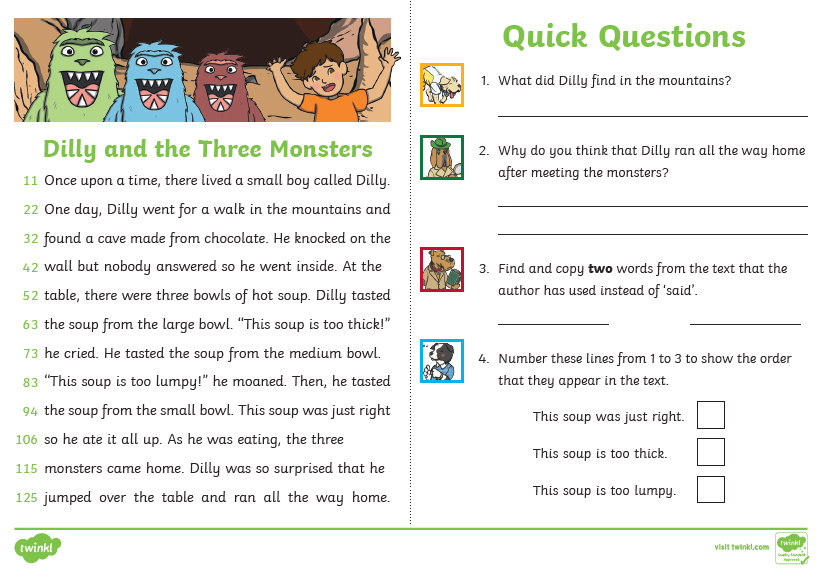 Dilly and the Three Monsters
11 Once upon a time, there lived a small boy called Dilly.
22 One day, Dilly went for a walk in the mountains and
32 found a cave made from chocolate. He knocked on the
42 wall but nobody answered so he went inside. At the
52 table, there were three bowls of hot soup. Dilly tasted
63 the soup from the large bowl. “This soup is too thick!”
73 he cried. He tasted the soup from the medium bowl.
83 “This soup is too lumpy!” he moaned. Then, he tasted
94 the soup from the small bowl. This soup was just right
106 so he ate it all up. As he was eating, the three
115 monsters came home. Dilly was so surprised that he
125 jumped over the table and ran all the way home.
Quick Questions
1. What did Dilly find in the mountains?
2. Why do you think that Dilly ran all the way home
after meeting the monsters?
3. Find and copy two words from the text that the
author has used instead of ‘said’.
4. Number these lines from 1 to 3 to show the order
that they appear in the text.
This soup was just right.
This soup is too thick.
This soup is too lumpy.
twinkl
visit twinkl.com
twinkl
Quality Standard
Approved